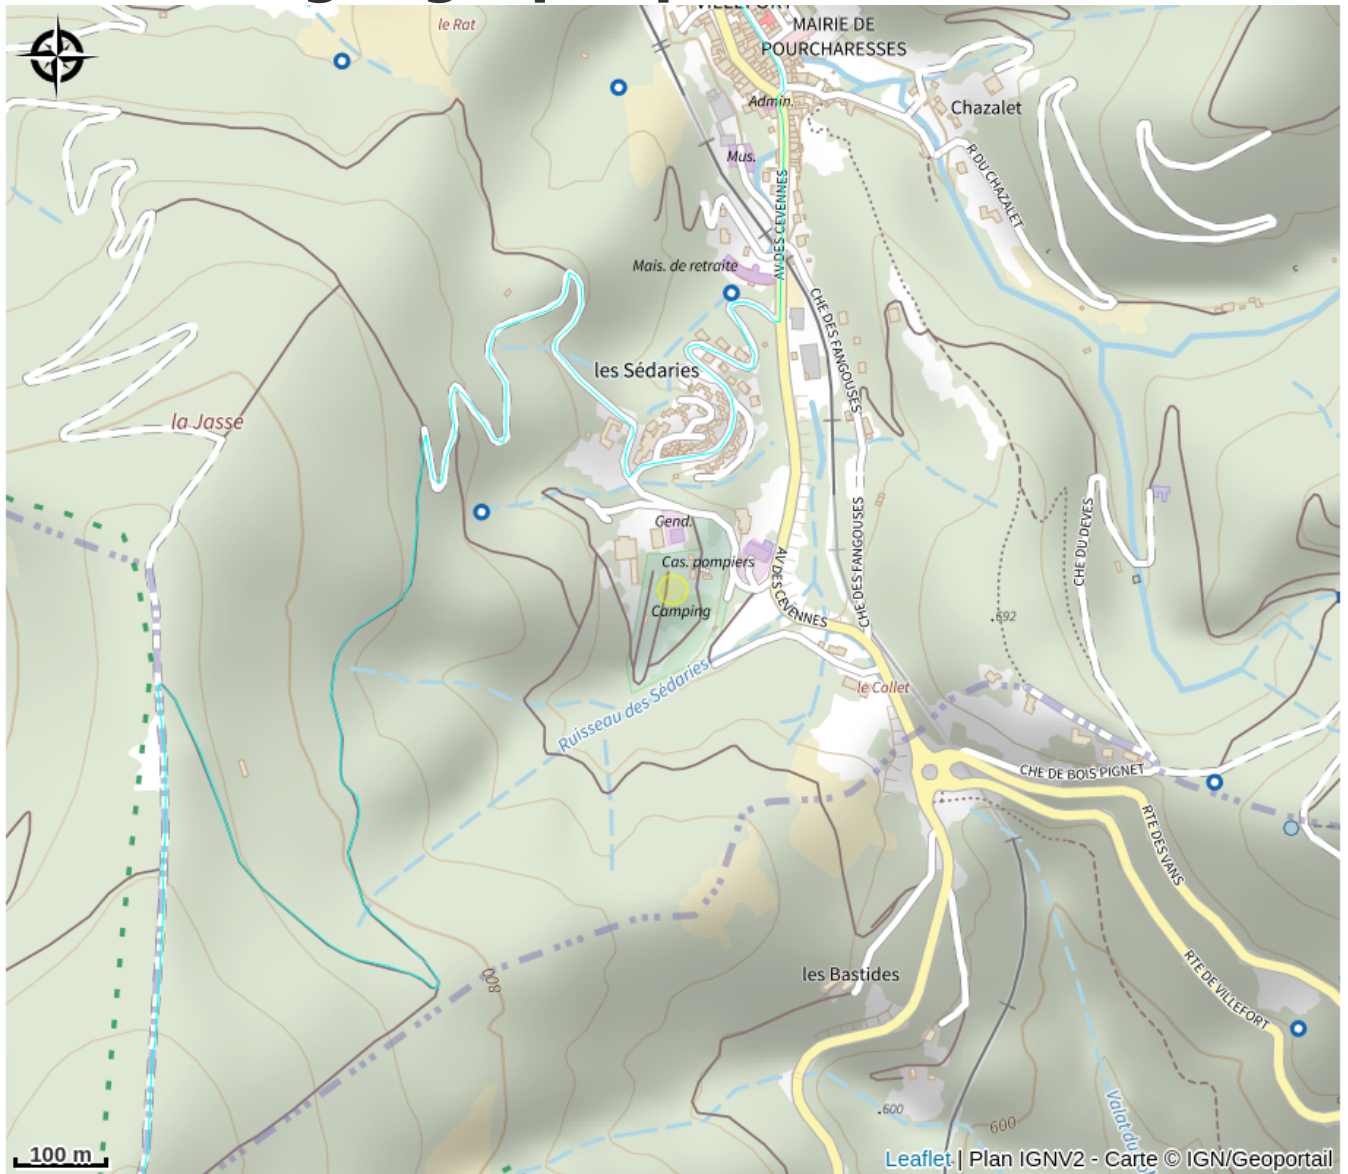 le Rat
VILLEFORT
MAIRIE DE
POURCHARESSES
Admin.
Chazalet
Mus.
R DU CHAZALET
AV DES CEVENNES
Mais. de retraite
CHE DES FANGOUSES
les Sédaries
la Jasse
Gend.
CHE DES FANGOUSES
CHE DU DEVES
Cas. pompiers
AV DES CEVENNES
Camping
.692
Ruisseau des Sédaries
le Collet
CHE DE BOIS PIGNET
RTE DES VANS
les Bastides
800
RTE DE VILLEFORT
.600
600
Valat du
100 m
Leaflet | Plan IGNV2 - Carte © IGN/Geoportail